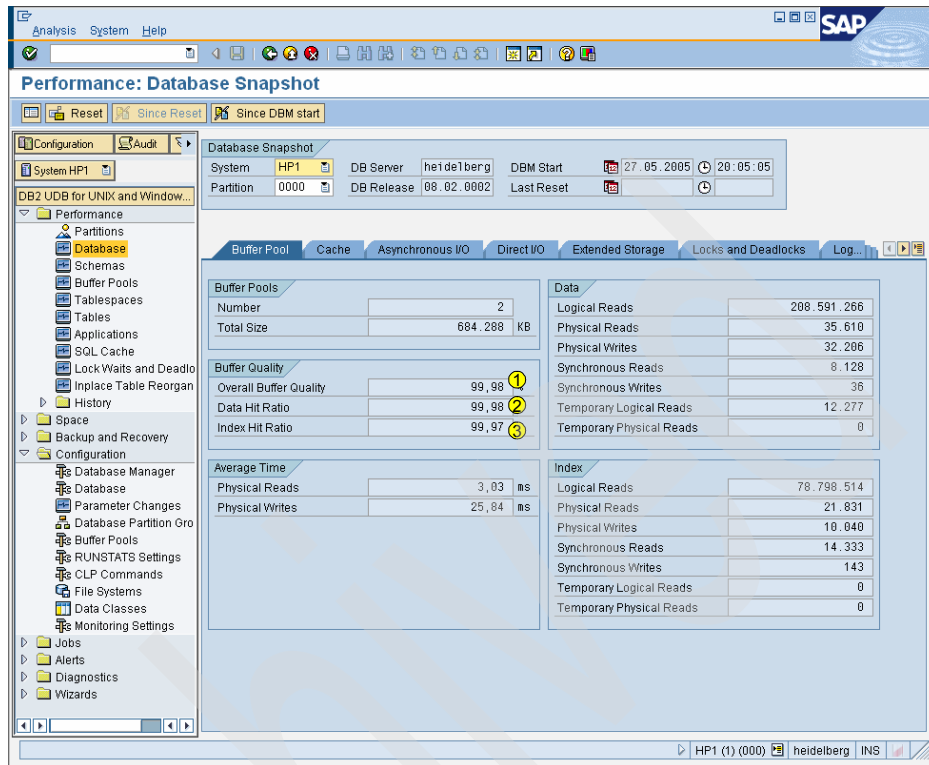 Analysis System Help
SAP
Performance: Database Snapshot
Reset Since Reset Since DBM start
Configuration Audit
System HP1
DB2 UDB for UNIX and Window...
Performance
Partitions
Database
Schemas
Buffer Pools
Tablespaces
Tables
Applications
SQL Cache
Lock Waits and Deadlo
Inplace Table Reorgan
History
Space
Backup and Recovery
Configuration
Database Manager
Database
Parameter Changes
Database Partition Gro
Buffer Pools
RUNSTATS Settings
CLP Commands
File Systems
Data Classes
Monitoring Settings
Jobs
Alerts
Diagnostics
Wizards
Database Snapshot
System HP1 DB Server heidelberg DBM Start 27.05.2005 20:05:05
Partition 0000 DB Release 08.02.0002 Last Reset
Buffer Pool Cache Asynchronous I/O Direct I/O Extended Storage Locks and Deadlocks Log...
Buffer Pools
Number 2
Total Size 684.288 KB
Buffer Quality
Overall Buffer Quality 99,98 1
Data Hit Ratio 99,98 2
Index Hit Ratio 99,97 3
Average Time
Physical Reads 3,03 ms
Physical Writes 25,84 ms
Data
Logical Reads 208.591.266
Physical Reads 35.610
Physical Writes 32.206
Synchronous Reads 8.128
Synchronous Writes 36
Temporary Logical Reads 12.277
Temporary Physical Reads 0
Index
Logical Reads 78.798.514
Physical Reads 21.831
Physical Writes 10.040
Synchronous Reads 14.333
Synchronous Writes 143
Temporary Logical Reads 0
Temporary Physical Reads 0
HP1 (1) (000) heidelberg INS